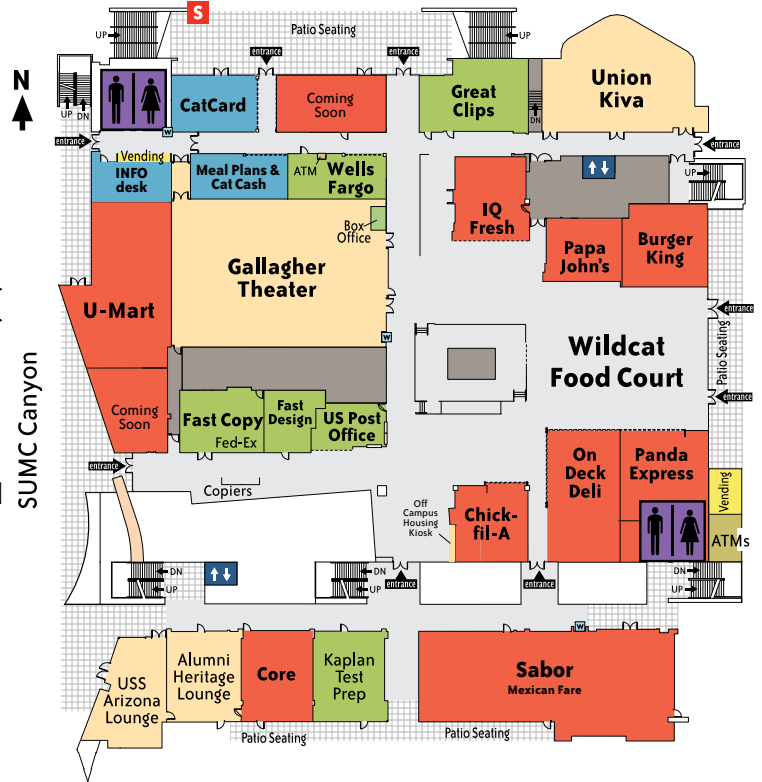 S
Patio Seating
UP
UP
entrance
entrance
N
UP
DN
CatCard
Coming
Soon
Great
Clips
DN
Union
Kiva
W
entrance
entrance
Vending
INFO
desk
Meal Plans &
Cat Cash
ATM
Wells
Fargo
UP
IQ
Fresh
Papa
John's
Burger
King
Box
Office
Gallagher
Theater
U-Mart
entrance
W
Wildcat
Food Court
Patio Seating
entrance
SUMC Canyon
Coming
Soon
Fast Copy
Fed-Ex
Fast
Design
US Post
Office
On
Deck
Deli
Panda
Express
entrance
Copiers
Off
Campus
Housing
Kiosk
Chick-
fil-A
Vending
ATMs
DN
UP
DN
UP
entrance
entrance
DN
UP
W
USS
Arizona
Lounge
Alumni
Heritage
Lounge
Core
Kaplan
Test
Prep
Sabor
Mexican Fare
Patio Seating
Patio Seating